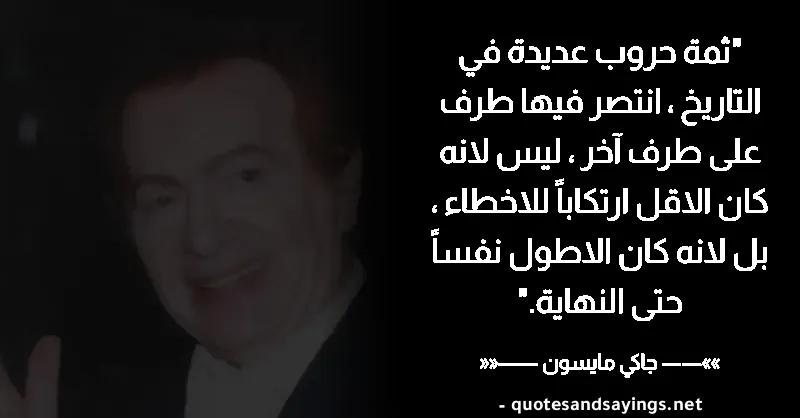 "ثمة حروب عديدة في
التاريخ ، انتصر فيها طرف
على طرف آخر ، ليس لانه
كان الاقل ارتكاباً للاخطاء ،
بل لانه كان الاطول نفساً
حتى النهاية."
»»—— جاكي مايسون ——««
- quotesandsayings.net